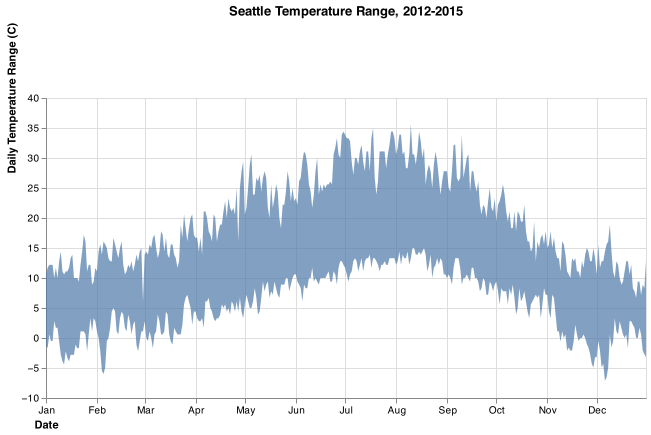 Seattle Temperature Range, 2012-2015
Daily Temperature Range (C)
40
35
30
25
20
15
10
5
0
−5
−10
Jan Feb Mar Apr May Jun Jul Aug Sep Oct Nov Dec
Date